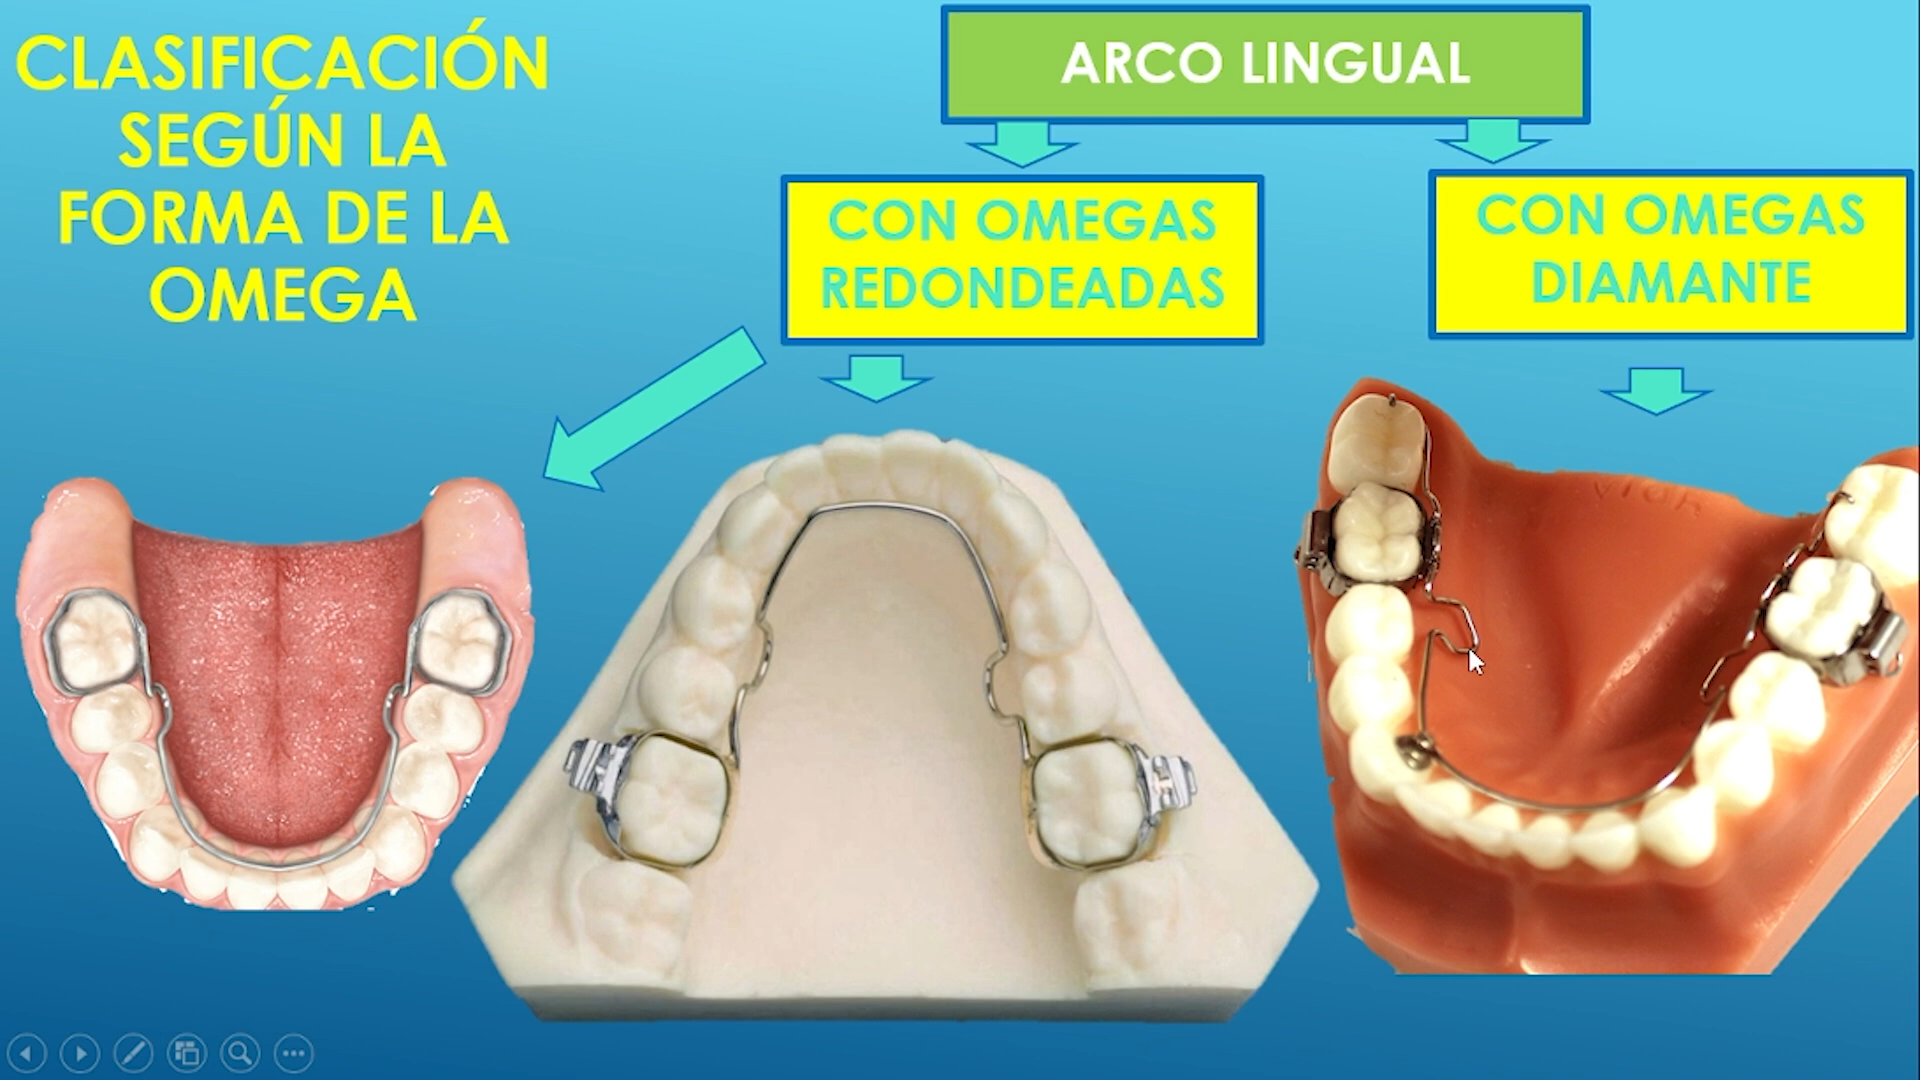 CLASIFICACIÓN
SEGÚN LA
FORMA DE LA
OMEGA
ARCO LINGUAL
CON OMEGAS
REDONDEADAS
CON OMEGAS
DIAMANTE